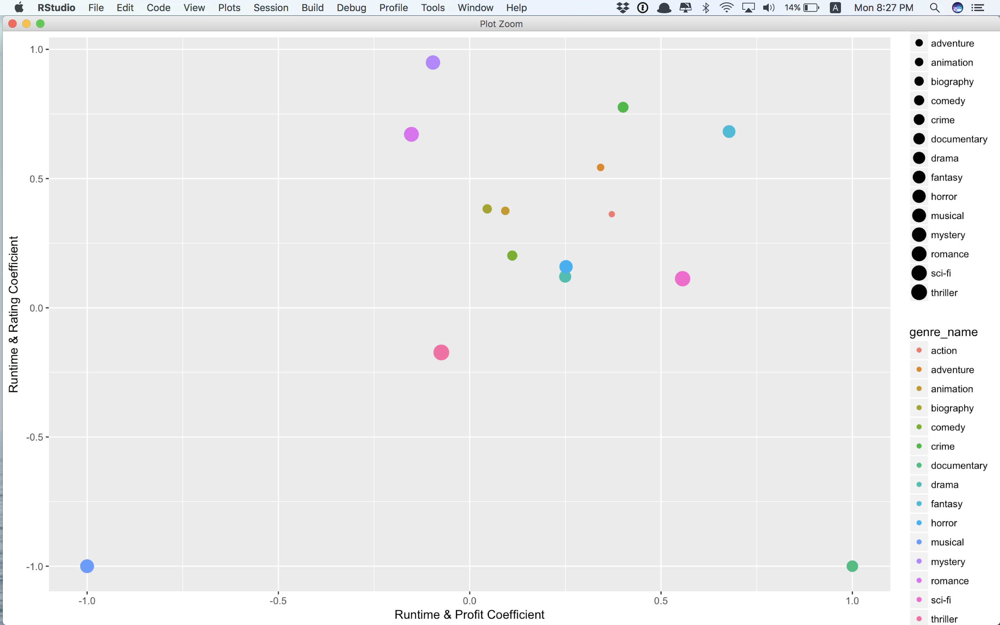 RStudio File Edit Code View Plots Session Build Debug Profile Tools Window Help 14% A Mon 8:27 PM
Plot Zoom
1.0
0.5
0.0
-0.5
-1.0
Runtime & Rating Coefficient
-1.0 -0.5 0.0 0.5 1.0
Runtime & Profit Coefficient
adventure
animation
biography
comedy
crime
documentary
drama
fantasy
horror
musical
mystery
romance
sci-fi
thriller
genre_name
action
adventure
animation
biography
comedy
crime
documentary
drama
fantasy
horror
musical
mystery
romance
sci-fi
thriller